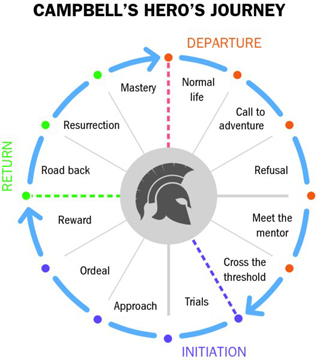 CAMPBELL'S HERO'S JOURNEY
DEPARTURE
Normal
life
Call to
adventure
Refusal
Meet the
mentor
Cross the
threshold
INITIATION
Trials
Approach
Ordeal
Reward
RETURN
Road back
Resurrection
Mastery